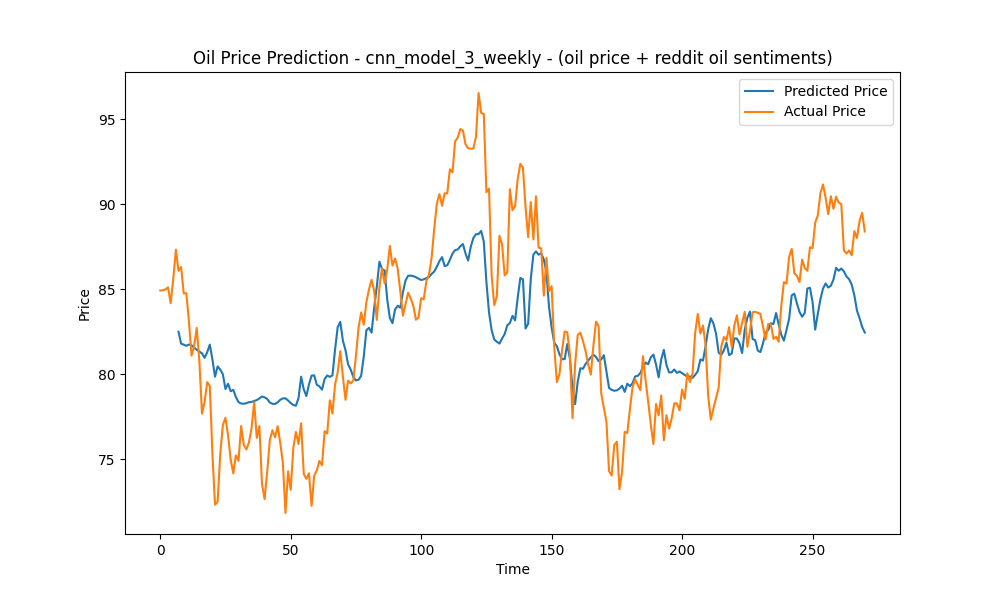 Oil Price Prediction - cnn_model_3_weekly - (oil price + reddit oil sentiments)
Predicted Price
Actual Price
95
90
85
80
75
Price
0 50 100 150 200 250
Time